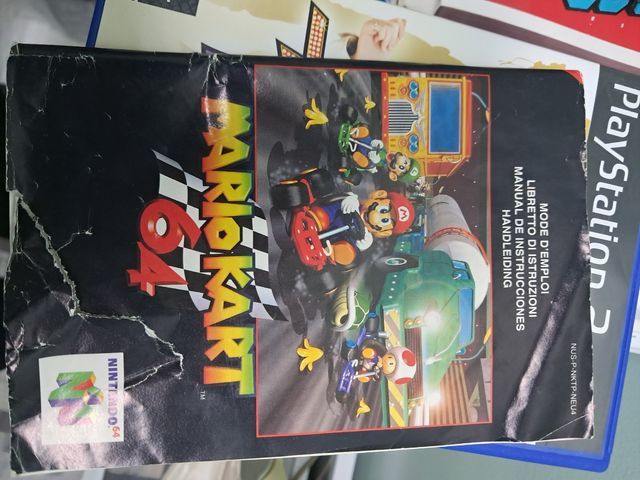 MODE D'EMPLOI
LIBRETTO DI ISTRUZIONI
MANUAL DE INSTRUCCIONES
HANDLEIDING
NUS-P-NKTP-NEU4
MARIO KART
64
TM
NINTENDO 64
PlayStation 2